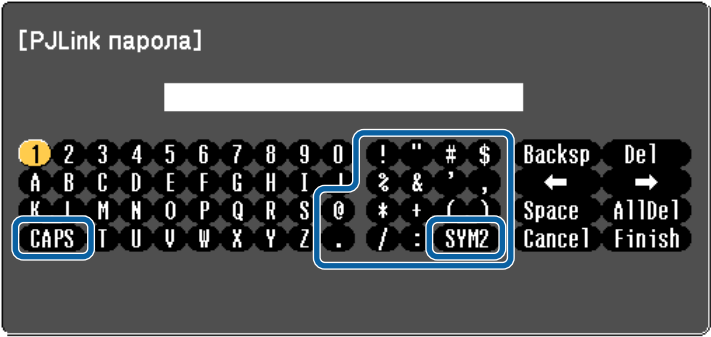 [PJLink парола]
1 2 3 4 5 6 7 8 9 0 ! " # $ Backsp Del
A B C D E F G H I J % & ' , ← →
K L M N O P Q R S @ * + ( ) Space AllDel
CAPS T U V W X Y Z . / : SYM2 Cancel Finish